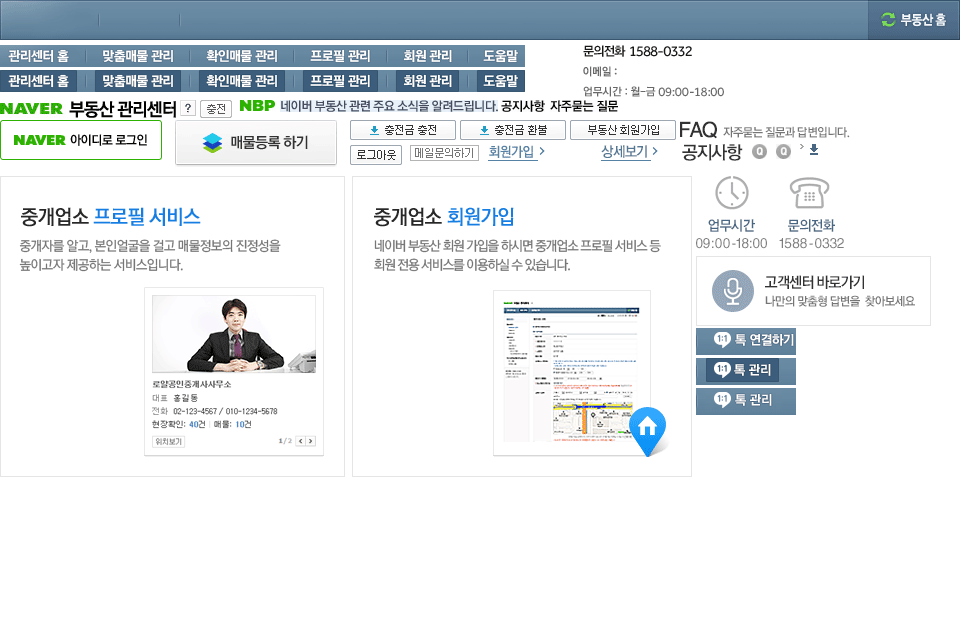 부동산 홈
관리센터 홈 맞춤매물 관리 확인매물 관리 프로필 관리 회원 관리 도움말
관리센터 홈 맞춤매물 관리 확인매물 관리 프로필 관리 회원 관리 도움말
문의전화 1588-0332
이메일 :
업무시간 : 월-금 09:00-18:00
NAVER 부동산 관리센터 ? 충전 NBP 네이버 부동산 관련 주요 소식을 알려드립니다. 공지사항 자주묻는 질문
NAVER 아이디로 로그인
매물등록 하기
충전금 충전 충전금 환불 부동산 회원가입
로그아웃 메일문의하기 회원가입 상세보기
FAQ 자주묻는 질문과 답변입니다.
공지사항 Q Q
중개업소 프로필 서비스
중개자를 알고, 본인얼굴을 걸고 매물정보의 진정성을
높이고자 제공하는 서비스입니다.
로얄공인중개사사무소
대표 홍길동
전화 02-123-4567 / 010-1234-5678
현장확인: 40건 매물: 10건
위치보기 1/3
중개업소 회원가입
네이버 부동산 회원 가입을 하시면 중개업소 프로필 서비스 등
회원 전용 서비스를 이용하실 수 있습니다.
업무시간 문의전화
09:00-18:00 1588-0332
고객센터 바로가기
나만의 맞춤형 답변을 찾아보세요
1:1 톡 연결하기
1:1 톡 관리
1:1 톡 관리